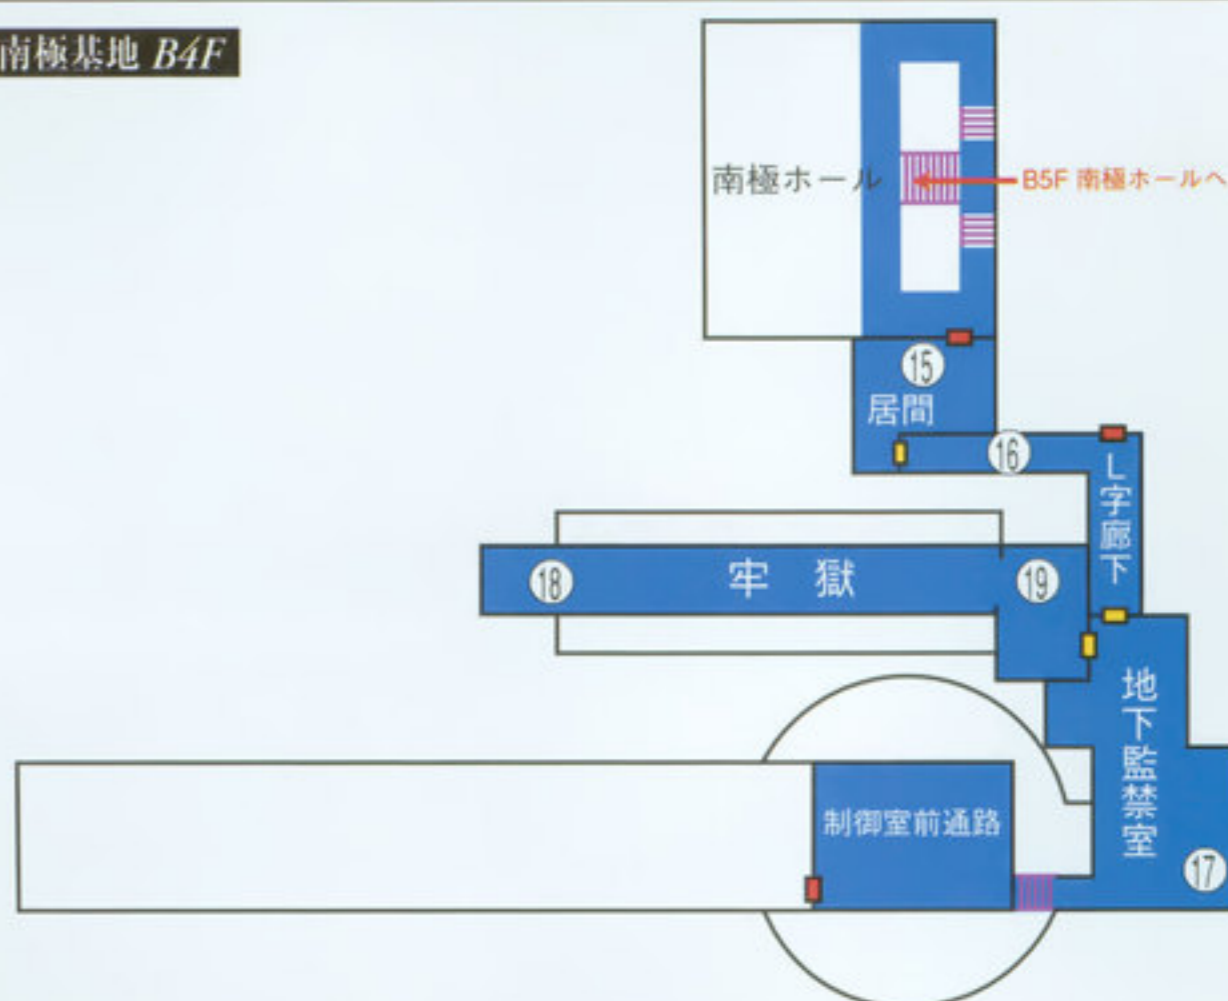 南極基地 B4F
南極ホール
B5F 南極ホールへ
15
居間
16
L字廊下
18
牢 獄
19
地下監禁室
制御室前通路
17